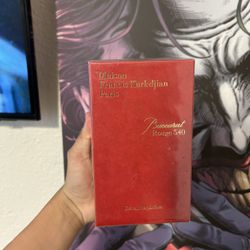 Maison
Francis Kurkdjian
Paris
Baccarat
Rouge 540